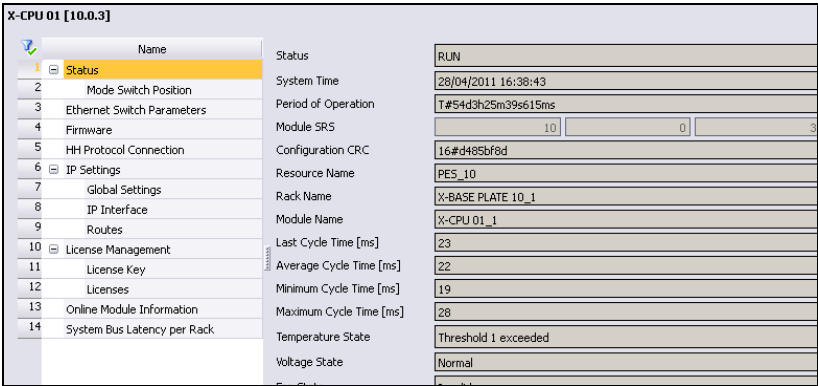 X-CPU 01 [10.0.3]
Name
1 Status
2 Mode Switch Position
3 Ethernet Switch Parameters
4 Firmware
5 HH Protocol Connection
6 IP Settings
7 Global Settings
8 IP Interface
9 Routes
10 License Management
11 License Key
12 Licenses
13 Online Module Information
14 System Bus Latency per Rack
Status RUN
System Time 28/04/2011 16:38:43
Period of Operation T#54d3h25m39s615ms
Module SRS 10 0 3
Configuration CRC 16#d485bf8d
Resource Name PES_10
Rack Name X-BASE PLATE 10_1
Module Name X-CPU 01_1
Last Cycle Time [ms] 23
Average Cycle Time [ms] 22
Minimum Cycle Time [ms] 19
Maximum Cycle Time [ms] 28
Temperature State Threshold 1 exceeded
Voltage State Normal